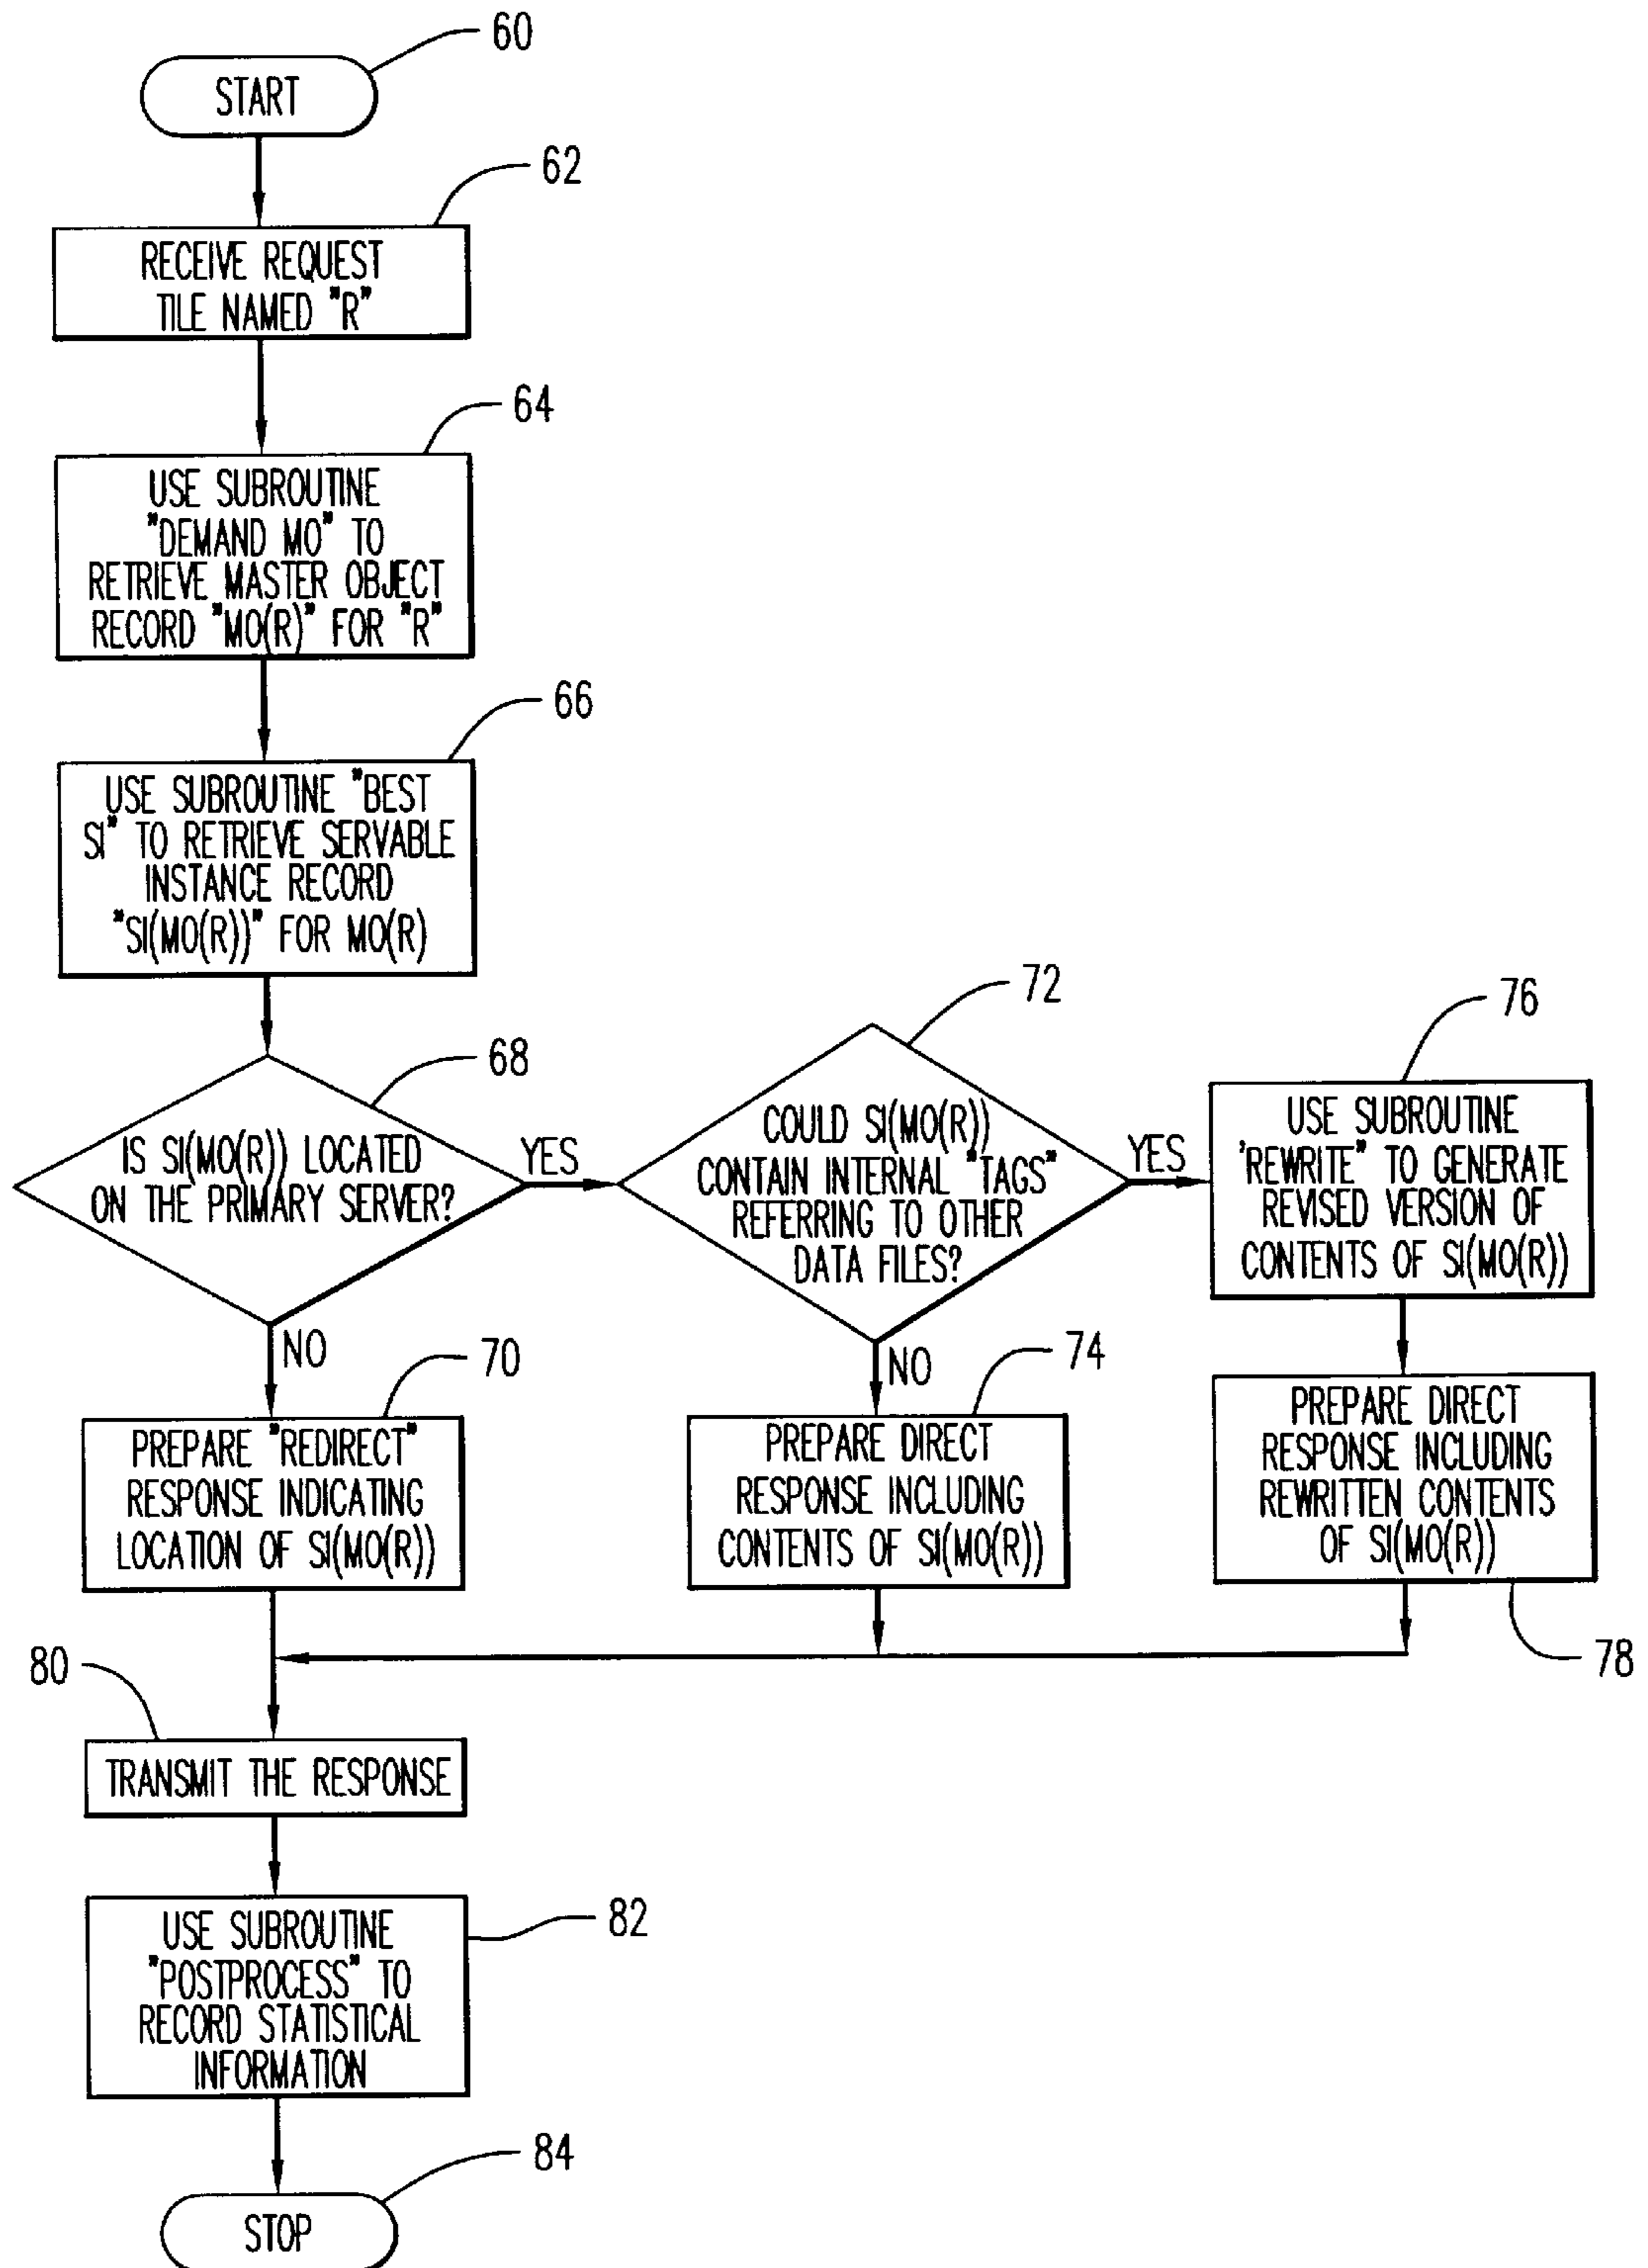 60
START
62
RECEIVE REQUEST
TILE NAMED "R"
64
USE SUBROUTINE
"DEMAND MO" TO
RETRIEVE MASTER OBJECT
RECORD "MO(R)" FOR "R"
66
USE SUBROUTINE "BEST
SI" TO RETRIEVE SERVABLE
INSTANCE RECORD
"SI(MO(R))" FOR MO(R)
68
IS SI(MO(R)) LOCATED
ON THE PRIMARY SERVER?
YES
NO
72
COULD SI(MO(R))
CONTAIN INTERNAL "TAGS"
REFERRING TO OTHER
DATA FILES?
YES
NO
76
USE SUBROUTINE
'REWRITE" TO GENERATE
REVISED VERSION OF
CONTENTS OF SI(MO(R))
70
PREPARE "REDIRECT"
RESPONSE INDICATING
LOCATION OF SI(MO(R))
74
PREPARE DIRECT
RESPONSE INCLUDING
CONTENTS OF SI(MO(R))
PREPARE DIRECT
RESPONSE INCLUDING
REWRITTEN CONTENTS
OF SI(MO(R))
78
80
TRANSMIT THE RESPONSE
82
USE SUBROUTINE
"POSTPROCESS" TO
RECORD STATISTICAL
INFORMATION
84
STOP